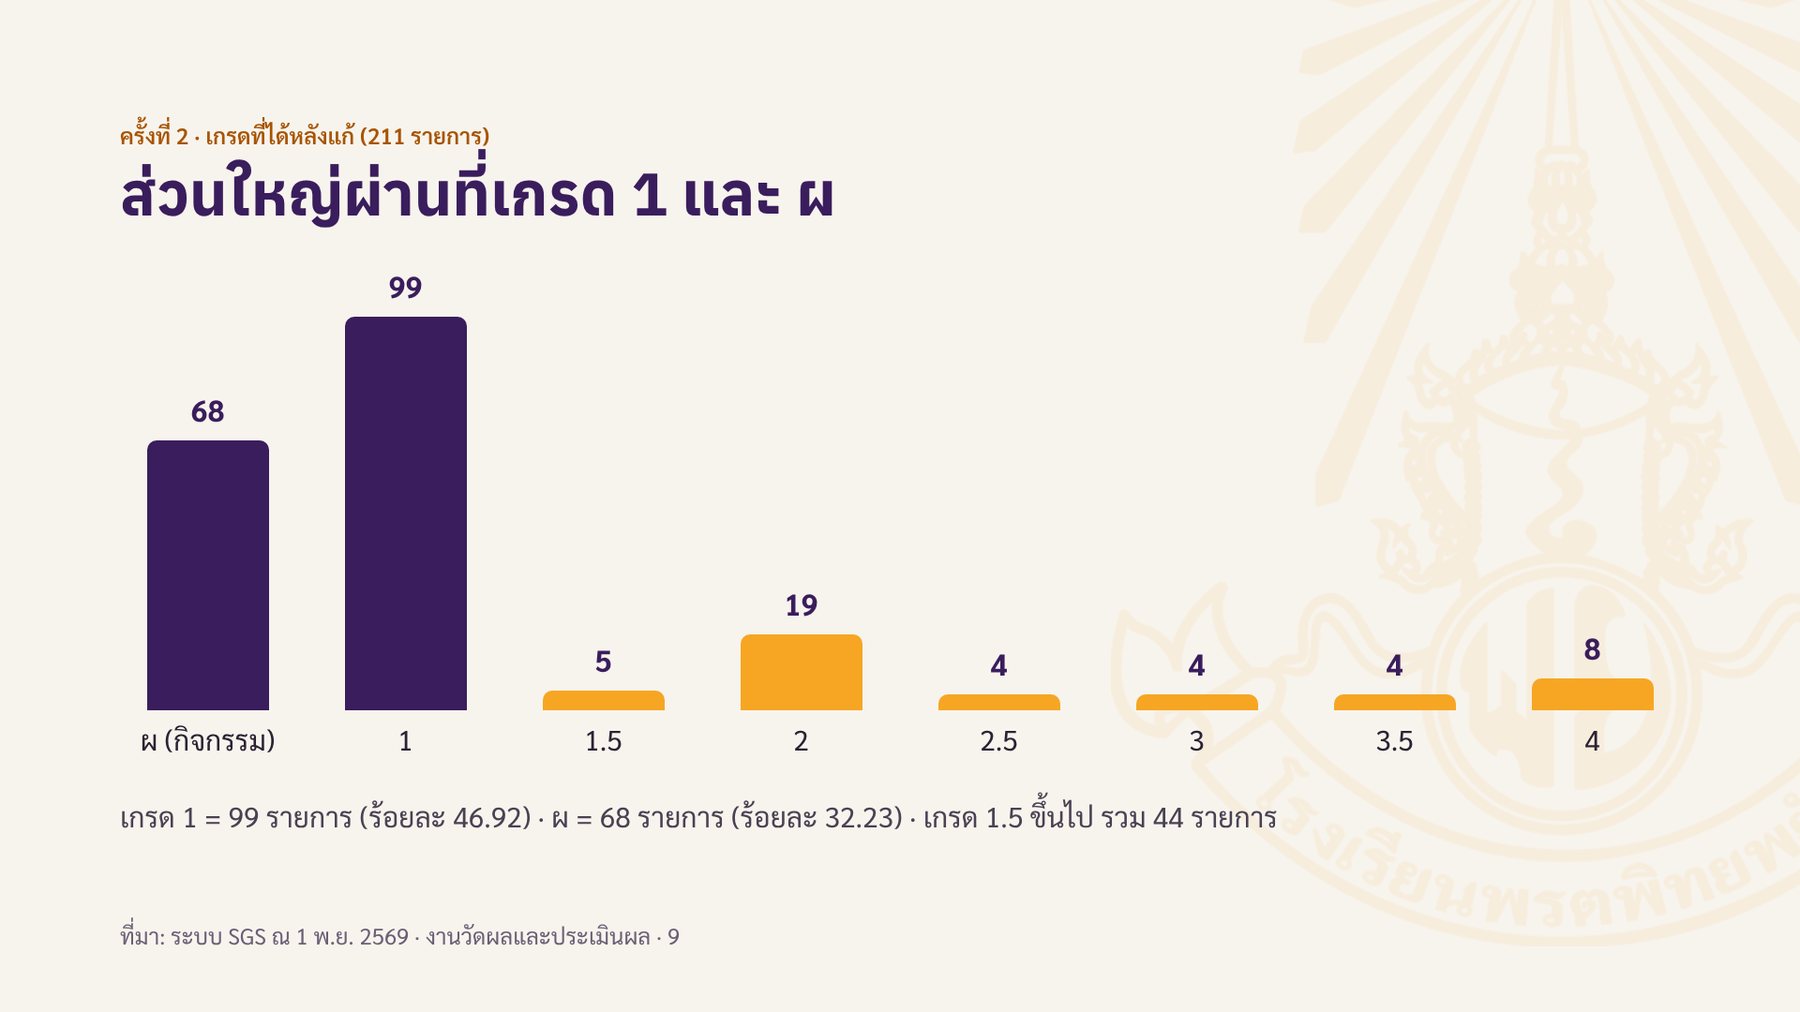 ครั้งที่ 2 · เกรดที่ได้หลังแก้ (211 รายการ)
ส่วนใหญ่ผ่านที่เกรด 1 และ ผ
99
68
19
5
4
4
4
8
ผ (กิจกรรม) 1 1.5 2 2.5 3 3.5 4
เกรด 1 = 99 รายการ (ร้อยละ 46.92) · ผ = 68 รายการ (ร้อยละ 32.23) · เกรด 1.5 ขึ้นไป รวม 44 รายการ
ที่มา: ระบบ SGS ณ 1 พ.ย. 2569 · งานวัดผลและประเมินผล · 9